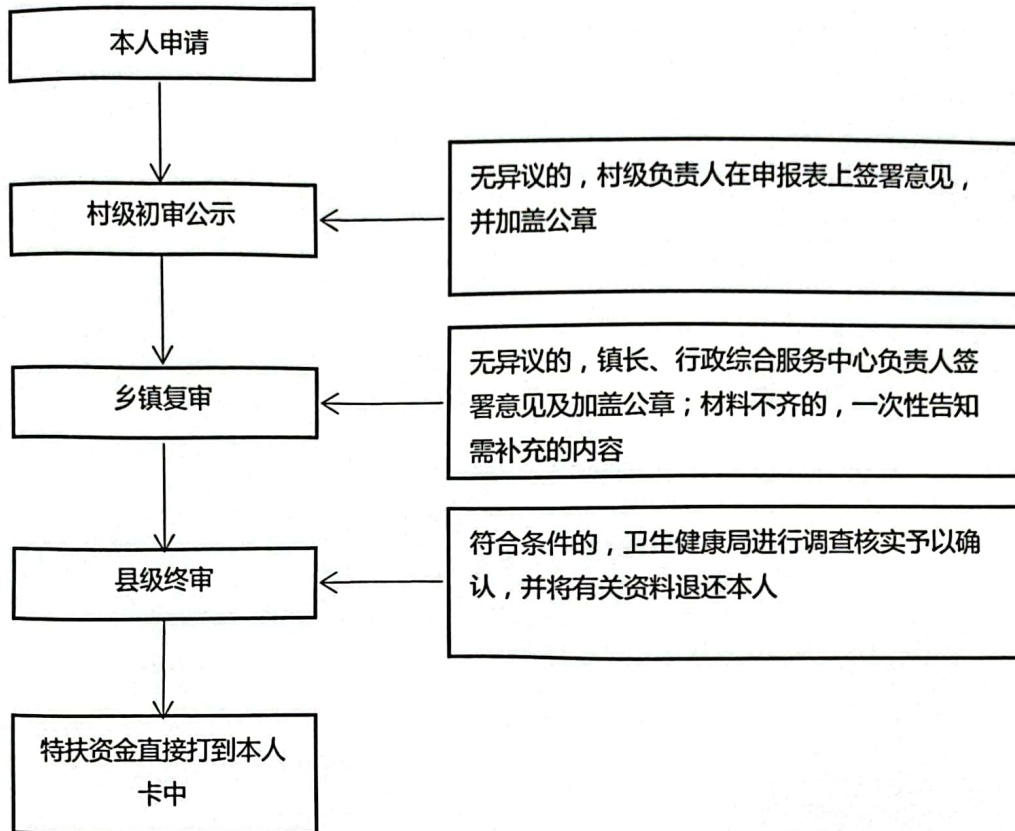 本人申请
村级初审公示
无异议的，村级负责人在申报表上签署意见，
并加盖公章
乡镇复审
无异议的，镇长、行政综合服务中心负责人签
署意见及加盖公章；材料不齐的，一次性告知
需补充的内容
县级终审
符合条件的，卫生健康局进行调查核实予以确
认，并将有关资料退还本人
特扶资金直接打到本人
卡中